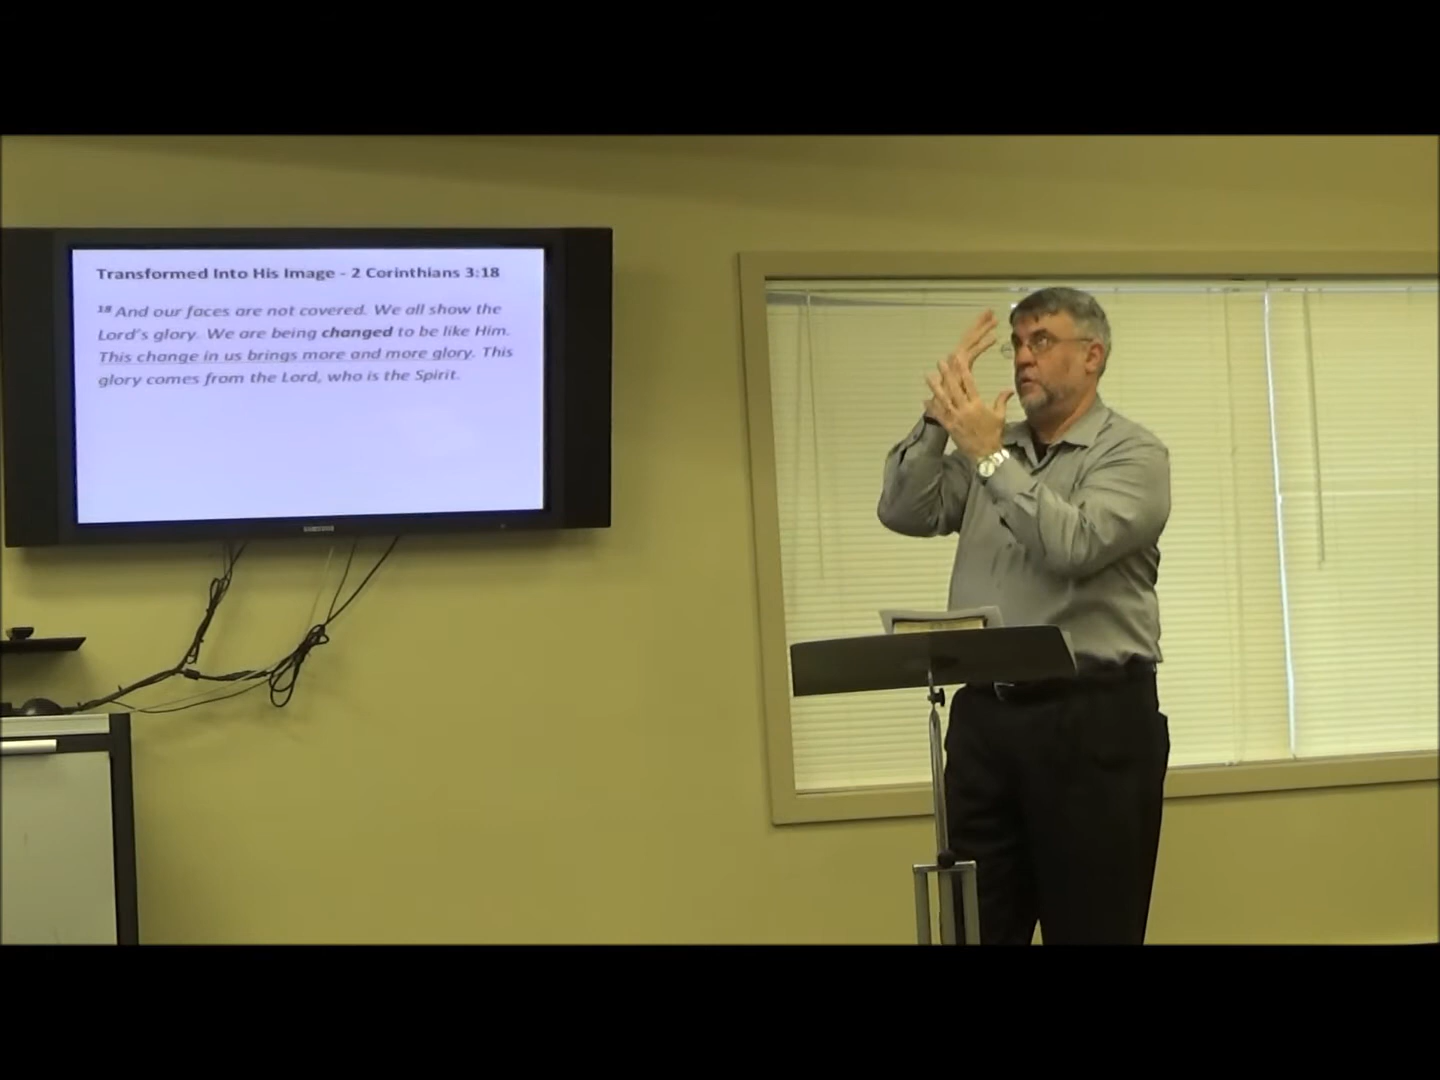 Transformed Into His Image - 2 Corinthians 3:18
18 And our faces are not covered. We all show the
Lord's glory. We are being changed to be like Him.
This change in us brings more and more glory. This
glory comes from the Lord, who is the Spirit.